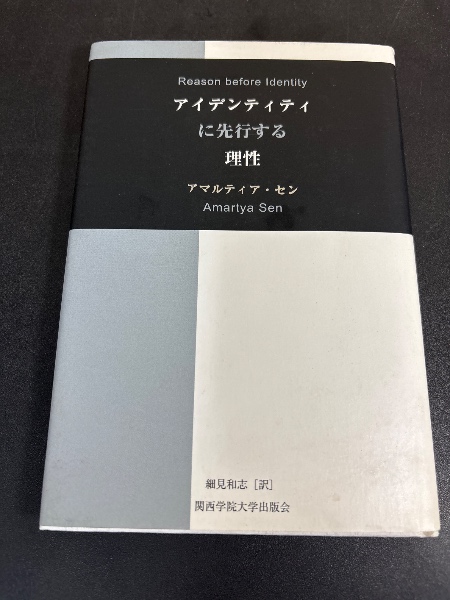 Reason before Identity
アイデンティティ
に先行する
理性
アマルティア・セン
Amartya Sen
細見和志［訳］
関西学院大学出版会